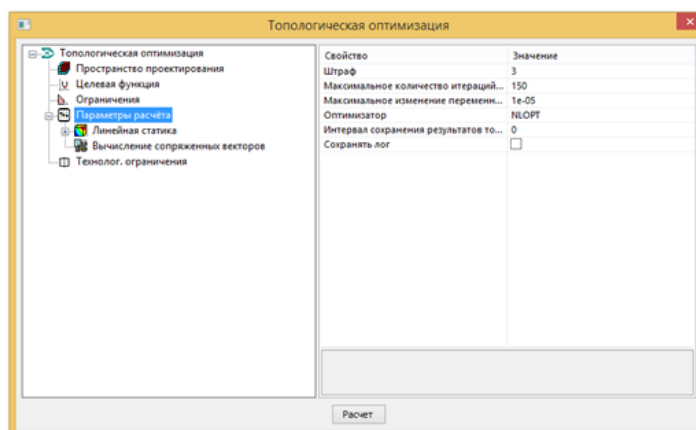 Топологическая оптимизация
Топологическая оптимизация
Пространство проектирования
Целевая функция
Ограничения
Параметры расчёта
Линейная статика
Вычисление сопряженных векторов
Технолог. ограничения
Свойство Значение
Штраф 3
Максимальное количество итераций... 150
Максимальное изменение переменн... 1e-05
Оптимизатор NLOPT
Интервал сохранения результатов то... 0
Сохранять лог
Расчет